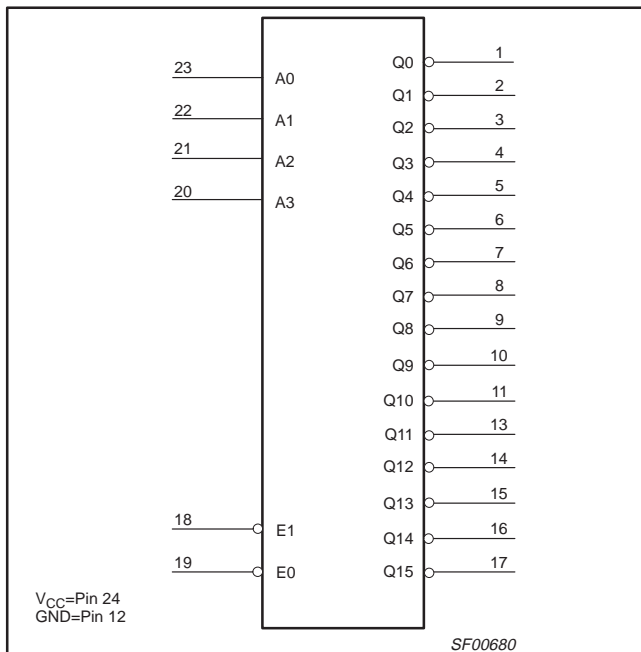 Q0 1
23 A0
Q1 2
22 A1
Q2 3
21 A2
Q3 4
20 A3
Q4 5
Q5 6
Q6 7
Q7 8
Q8 9
Q9 10
Q10 11
Q11 13
Q12 14
Q13 15
18 E1
Q14 16
19 E0
Q15 17
VCC=Pin 24
GND=Pin 12
SF00680